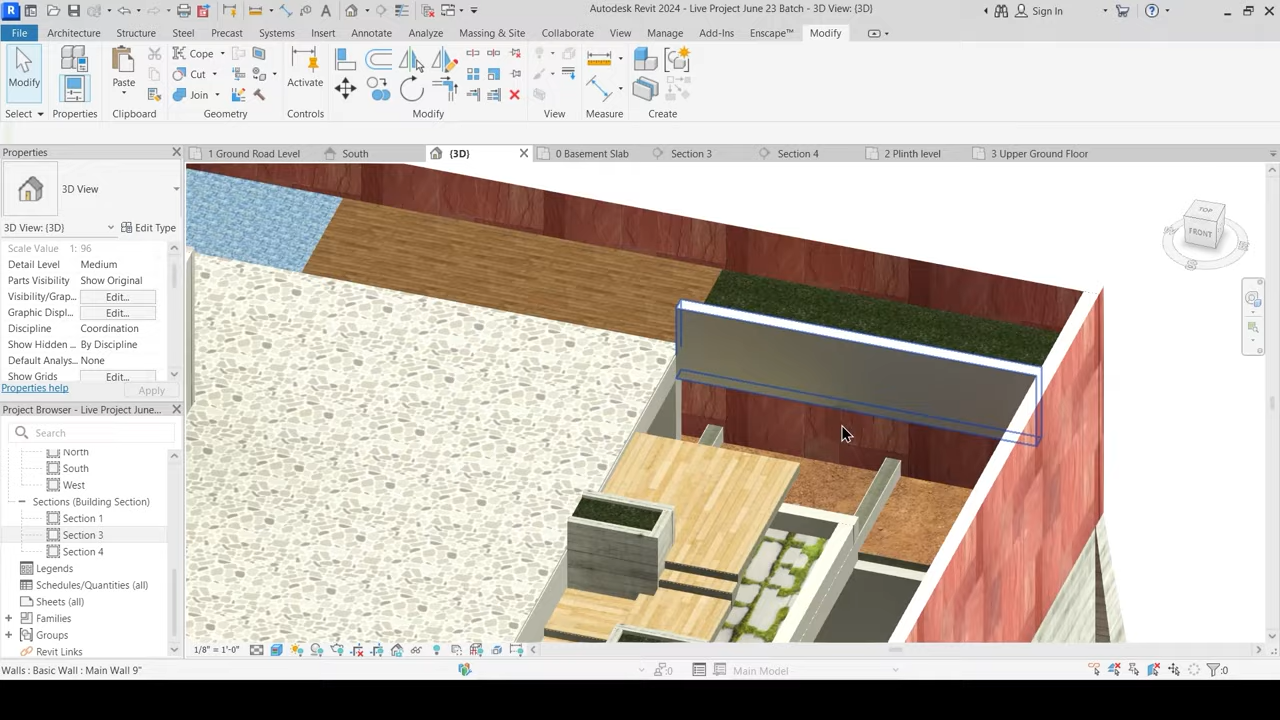 Autodesk Revit 2024 - Live Project June 23 Batch - 3D View: {3D}
Sign In
File Architecture Structure Steel Precast Systems Insert Annotate Analyze Massing & Site Collaborate View Manage Add-Ins Enscape™ Modify
Modify Cope Cut Join Paste Activate
Select Properties Clipboard Geometry Controls Modify View Measure Create
Properties
1 Ground Road Level South {3D} 0 Basement Slab Section 3 Section 4 2 Plinth level 3 Upper Ground Floor
3D View
3D View: {3D} Edit Type
Scale Value 1: 96
Detail Level Medium
Parts Visibility Show Original
Visibility/Grap... Edit...
Graphic Displ... Edit...
Discipline Coordination
Show Hidden ... By Discipline
Default Analys... None
Show Grids Edit...
Properties help Apply
Project Browser - Live Project June...
Search
North
South
West
Sections (Building Section)
Section 1
Section 3
Section 4
Legends
Schedules/Quantities (all)
Sheets (all)
Families
Groups
Revit Links
TOP
FRONT
1/8" = 1'-0"
Walls : Basic Wall : Main Wall 9"
:0
Main Model
:0